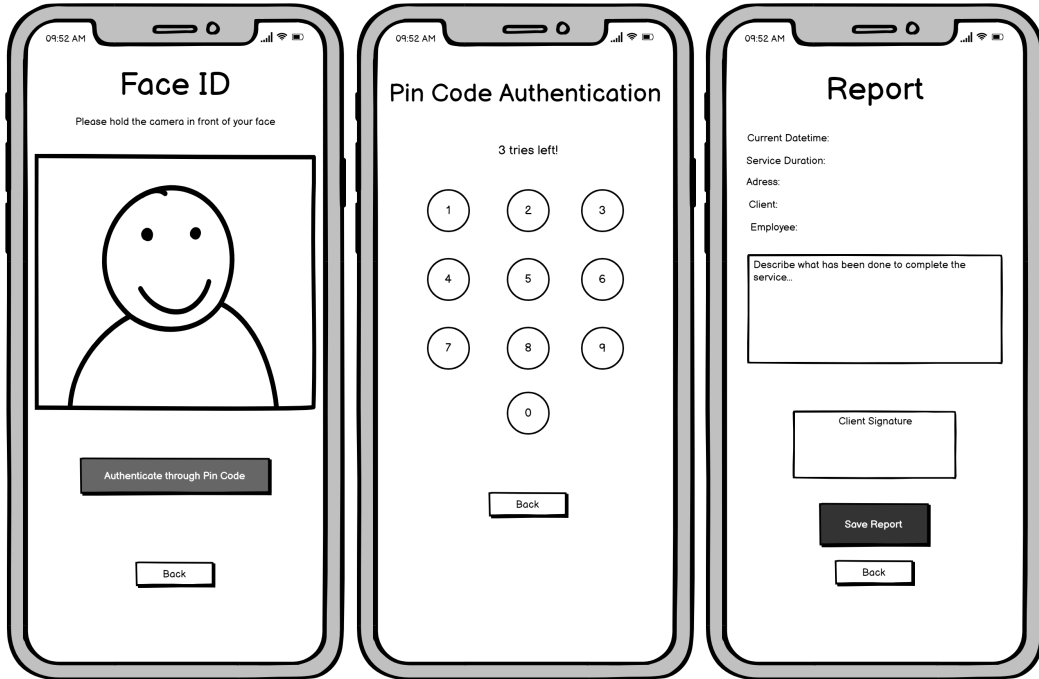 09:52 AM
Face ID
Please hold the camera in front of your face
Authenticate through Pin Code
Back
09:52 AM
Pin Code Authentication
3 tries left!
1 2 3
4 5 6
7 8 9
0
Back
09:52 AM
Report
Current Datetime:
Service Duration:
Adress:
Client:
Employee:
Describe what has been done to complete the
service...
Client Signature
Save Report
Back